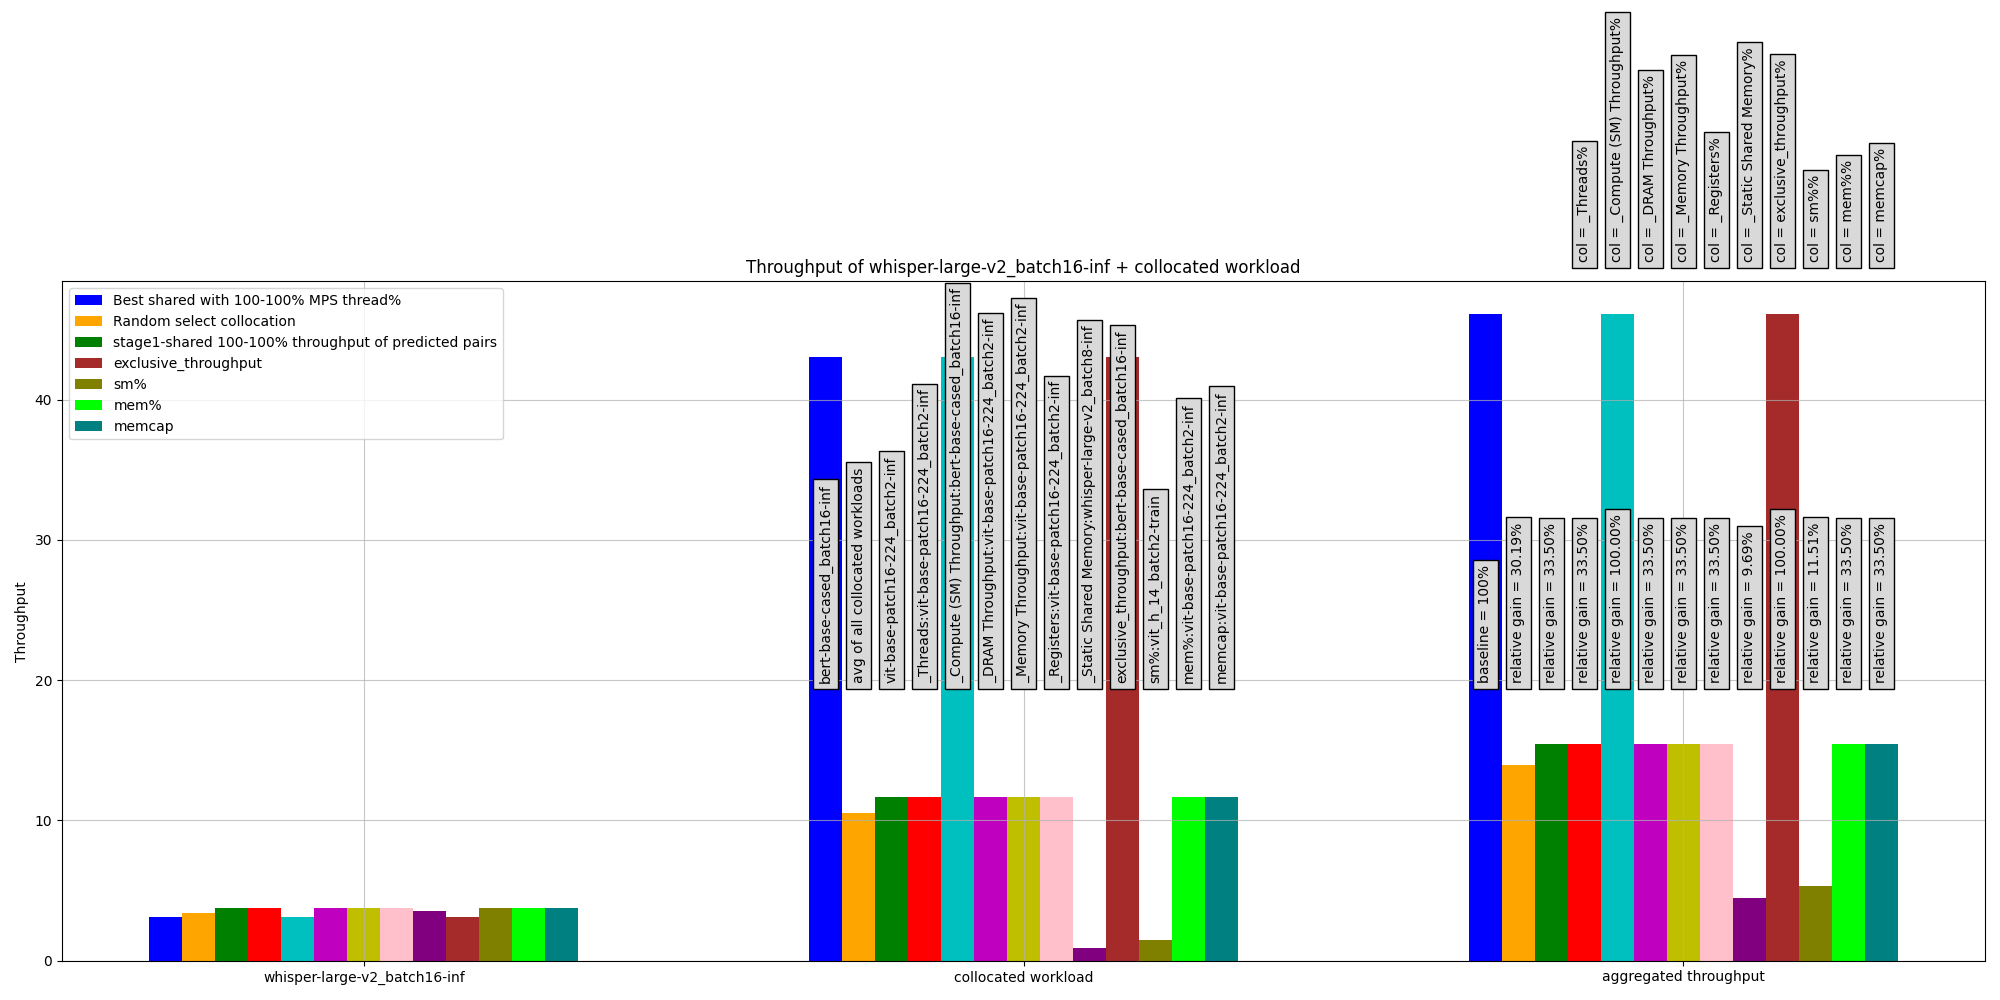 col = _Threads%
col = _Compute (SM) Throughput%
col = _DRAM Throughput%
col = _Memory Throughput%
col = _Registers%
col = _Static Shared Memory%
col = exclusive_throughput%
col = sm%%
col = mem%%
col = memcap%
Throughput of whisper-large-v2_batch16-inf + collocated workload
Best shared with 100-100% MPS thread%
Random select collocation
stage1-shared 100-100% throughput of predicted pairs
exclusive_throughput
sm%
mem%
memcap
Throughput
40
30
20
10
0
bert-base-cased_batch16-inf
avg of all collocated workloads
vit-base-patch16-224_batch2-inf
_Threads:vit-base-patch16-224_batch2-inf
_Compute (SM) Throughput:bert-base-cased_batch16-inf
_DRAM Throughput:vit-base-patch16-224_batch2-inf
_Memory Throughput:vit-base-patch16-224_batch2-inf
_Registers:vit-base-patch16-224_batch2-inf
_Static Shared Memory:whisper-large-v2_batch8-inf
exclusive_throughput:bert-base-cased_batch16-inf
sm%:vit_h_14_batch2-train
mem%:vit-base-patch16-224_batch2-inf
memcap:vit-base-patch16-224_batch2-inf
baseline = 100%
relative gain = 30.19%
relative gain = 33.50%
relative gain = 33.50%
relative gain = 100.00%
relative gain = 33.50%
relative gain = 33.50%
relative gain = 33.50%
relative gain = 9.69%
relative gain = 100.00%
relative gain = 11.51%
relative gain = 33.50%
relative gain = 33.50%
whisper-large-v2_batch16-inf
collocated workload
aggregated throughput